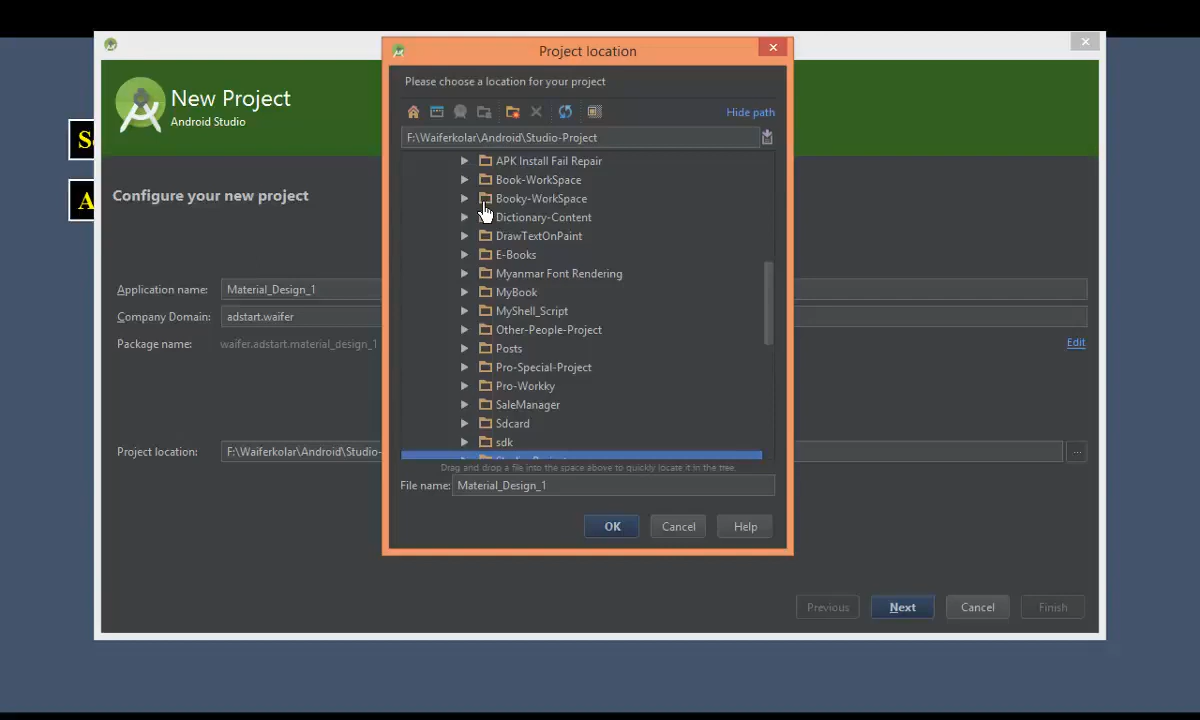 Project location
Please choose a location for your project
Hide path
F:\Waiferkolar\Android\Studio-Project
APK Install Fail Repair
Book-WorkSpace
Booky-WorkSpace
Dictionary-Content
DrawTextOnPaint
E-Books
Myanmar Font Rendering
MyBook
MyShell_Script
Other-People-Project
Posts
Pro-Special-Project
Pro-Workky
SaleManager
Sdcard
sdk
Drag and drop a file into the space above to quickly locate it in the tree.
File name: Material_Design_1
OK Cancel Help
New Project
Android Studio
Configure your new project
Application name: Material_Design_1
Company Domain: adstart.waifer
Package name: waifer.adstart.material_design_1
Edit
Project location: F:\Waiferkolar\Android\Studio- ...
Previous Next Cancel Finish